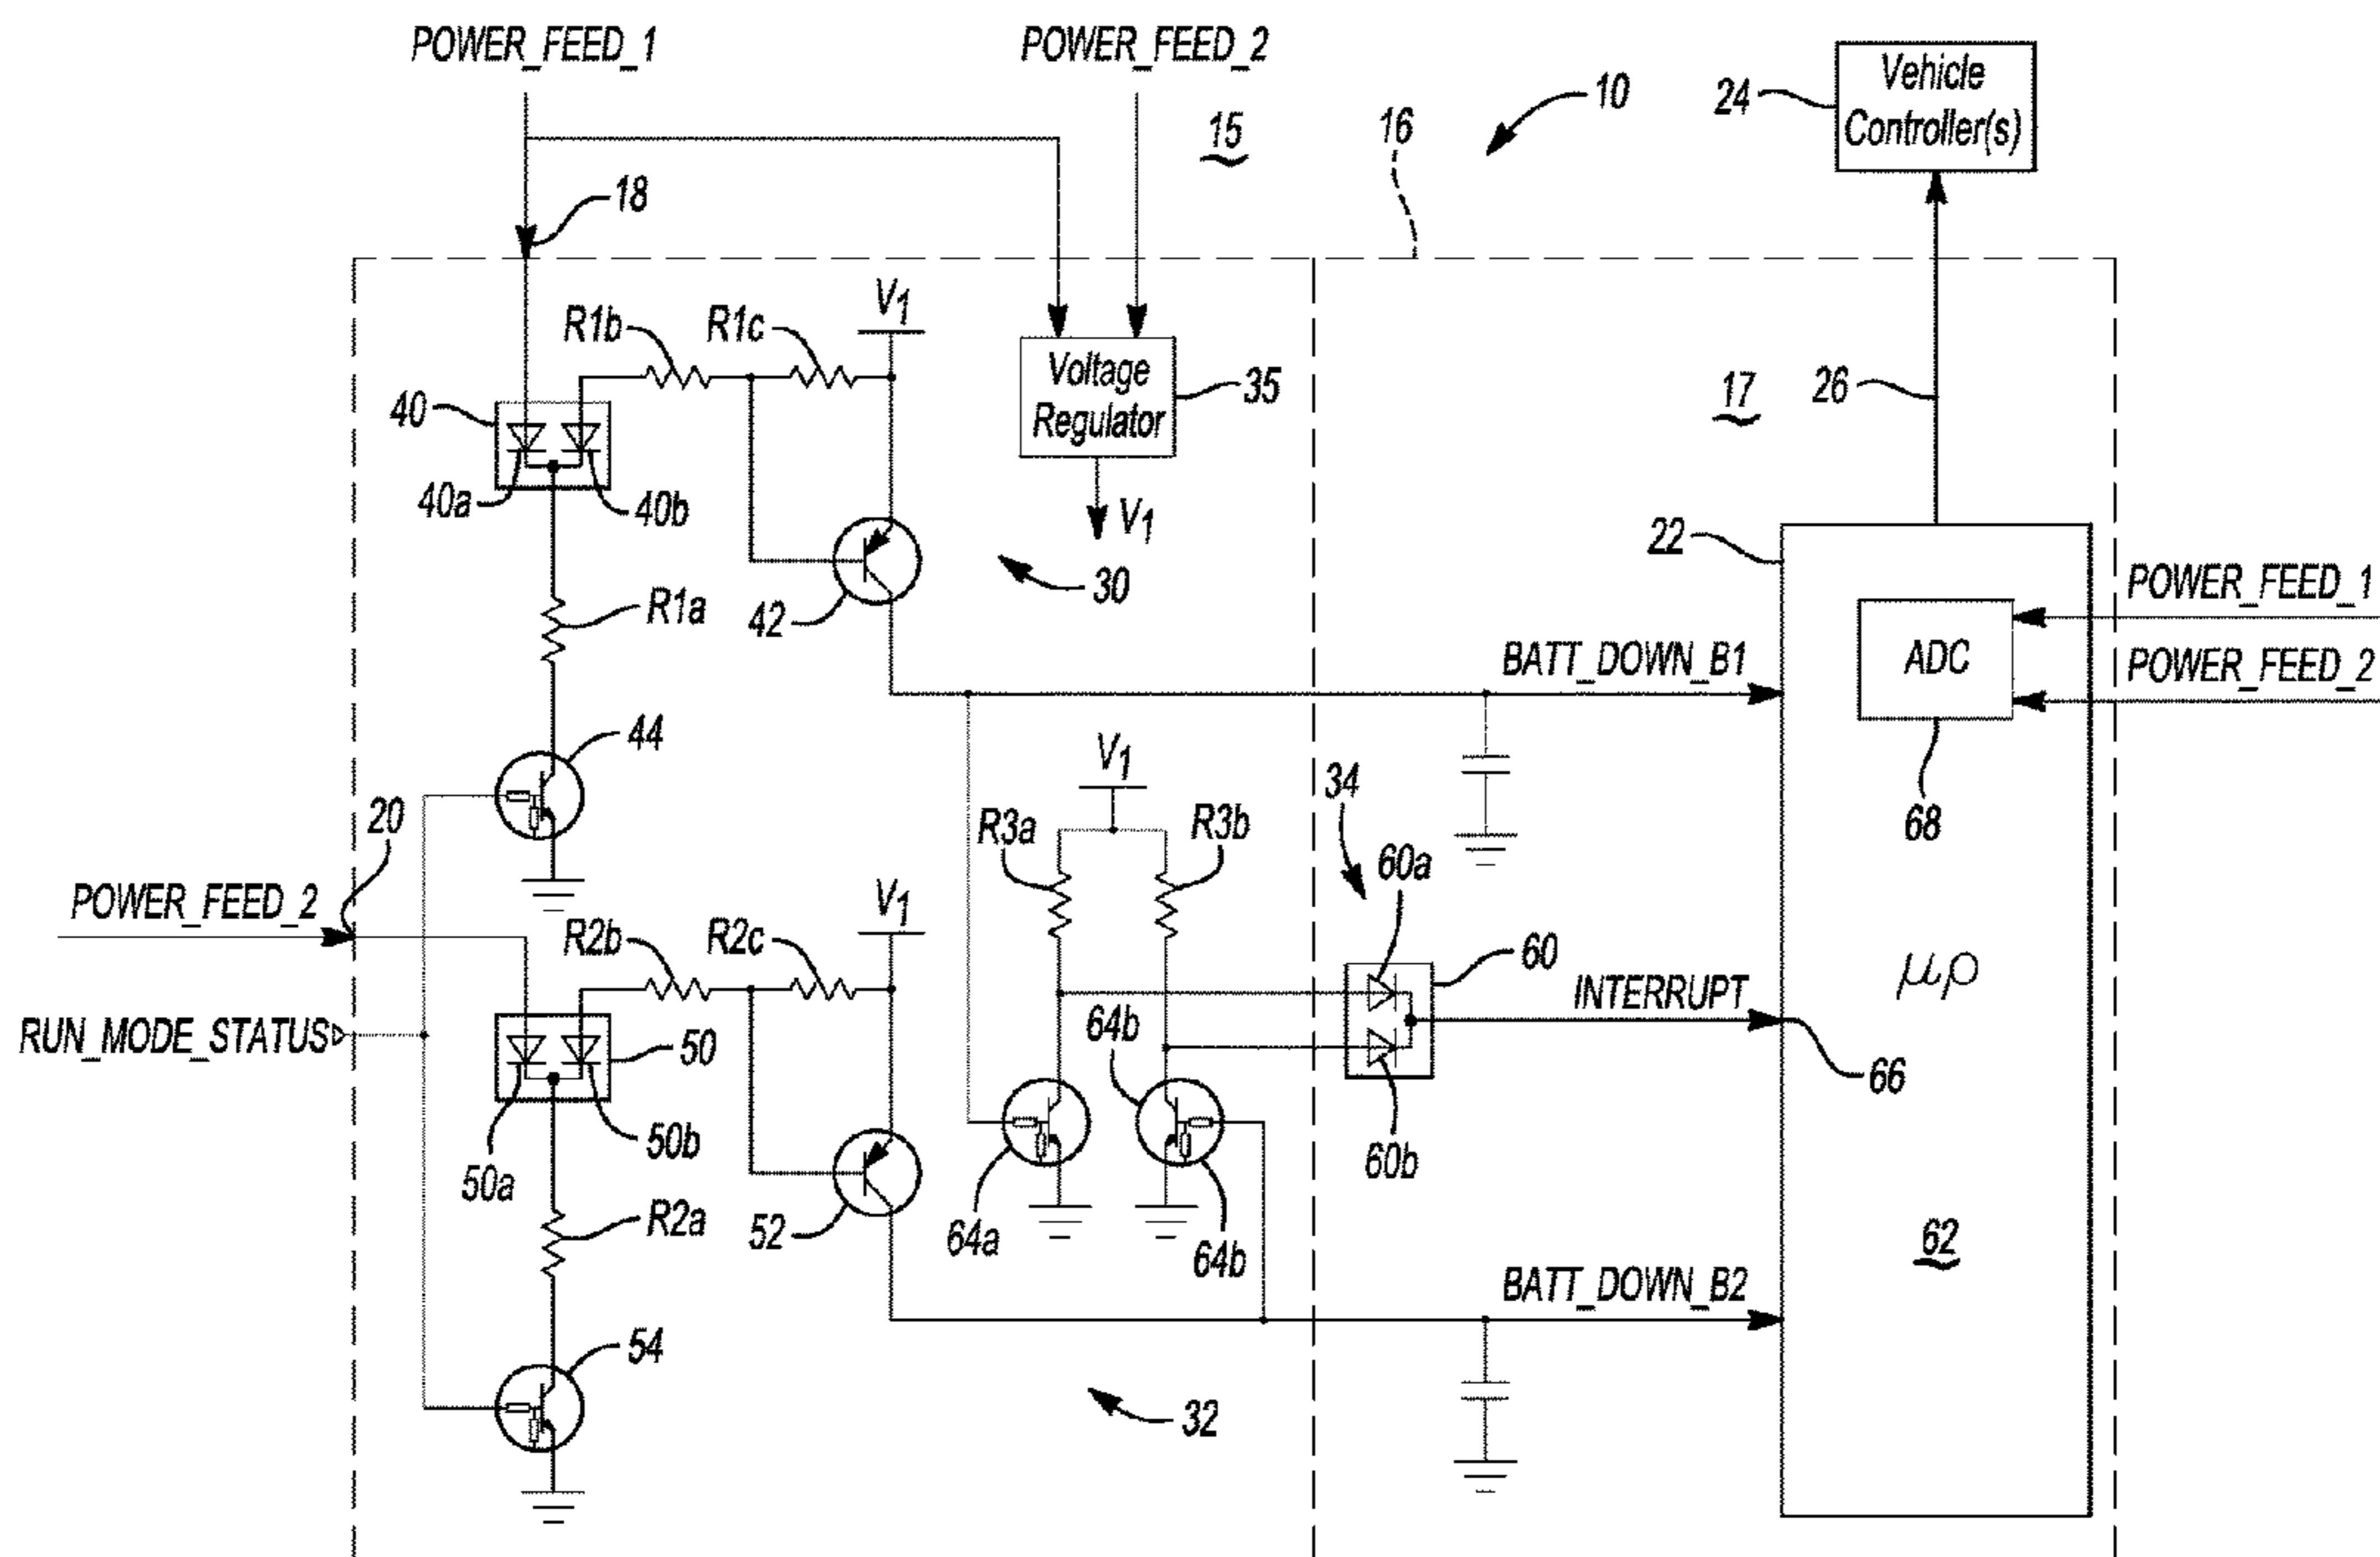 POWER_FEED_1
POWER_FEED_2
10
24
Vehicle
Controller(s)
15
16
18
V1
R1b
R1c
Voltage
Regulator
35
17
26
40
40a
40b
V1
22
R1a
42
30
POWER_FEED_1
ADC
BATT_DOWN_B1
POWER_FEED_2
44
V1
34
68
20
R3a
R3b
60a
POWER_FEED_2
V1
R2b
R2c
60
INTERRUPT
μρ
RUN_MODE_STATUS
50
64b
66
50a
50b
60b
R2a
52
64a
64b
62
BATT_DOWN_B2
54
32